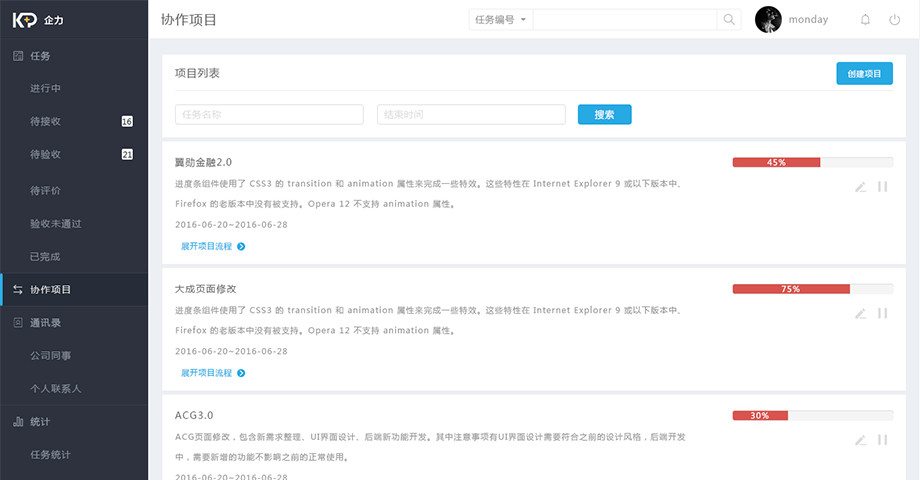 KP 企力
协作项目
任务编号
monday
任务
进行中
待接收 16
待验收 21
待评价
验收未通过
已完成
协作项目
通讯录
公司同事
个人联系人
统计
任务统计
项目列表
创建项目
任务名称
结束时间
搜索
翼勋金融2.0
45%
进度条组件使用了 CSS3 的 transition 和 animation 属性来完成一些特效。这些特性在 Internet Explorer 9 或以下版本中、
Firefox 的老版本中没有被支持。Opera 12 不支持 animation 属性。
2016-06-20~2016-06-28
展开项目流程
大成页面修改
75%
进度条组件使用了 CSS3 的 transition 和 animation 属性来完成一些特效。这些特性在 Internet Explorer 9 或以下版本中、
Firefox 的老版本中没有被支持。Opera 12 不支持 animation 属性。
2016-06-20~2016-06-28
展开项目流程
ACG3.0
30%
ACG页面修改，包含新需求整理、UI界面设计、后端新功能开发。其中注意事项有UI界面设计需要符合之前的设计风格，后端开发
中，需要新增的功能不影响之前的正常使用。
2016-06-20~2016-06-28